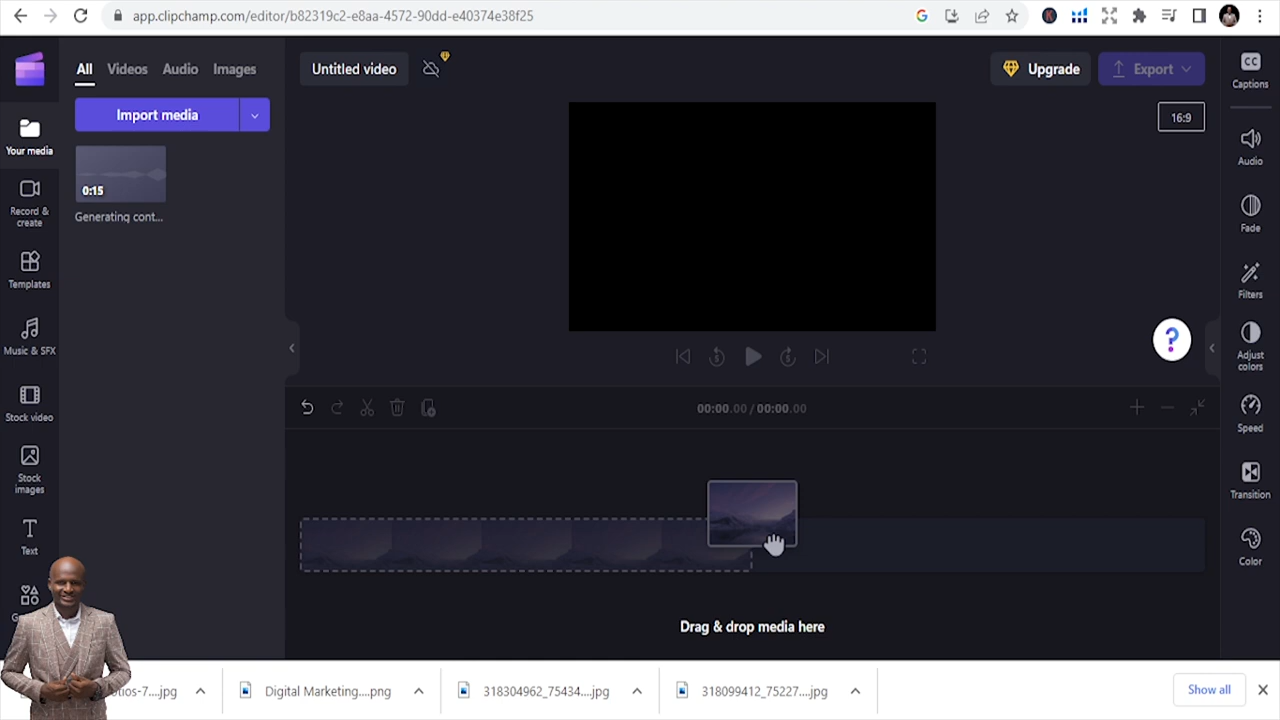 app.clipchamp.com/editor/b82319c2-e8aa-4572-90dd-e40374e38f25
All Videos Audio Images
Untitled video
Upgrade
Export
CC
Captions
Import media
16:9
Your media
0:15
Generating cont...
Audio
Record &
create
Fade
Templates
Filters
Music & SFX
?
Adjust
colors
5
5
Stock video
00:00.00 / 00:00.00
Speed
Stock
images
Transition
Text
Color
Drag & drop media here
Digital Marketing....png
318304962_75434....jpg
318099412_75227....jpg
Show all